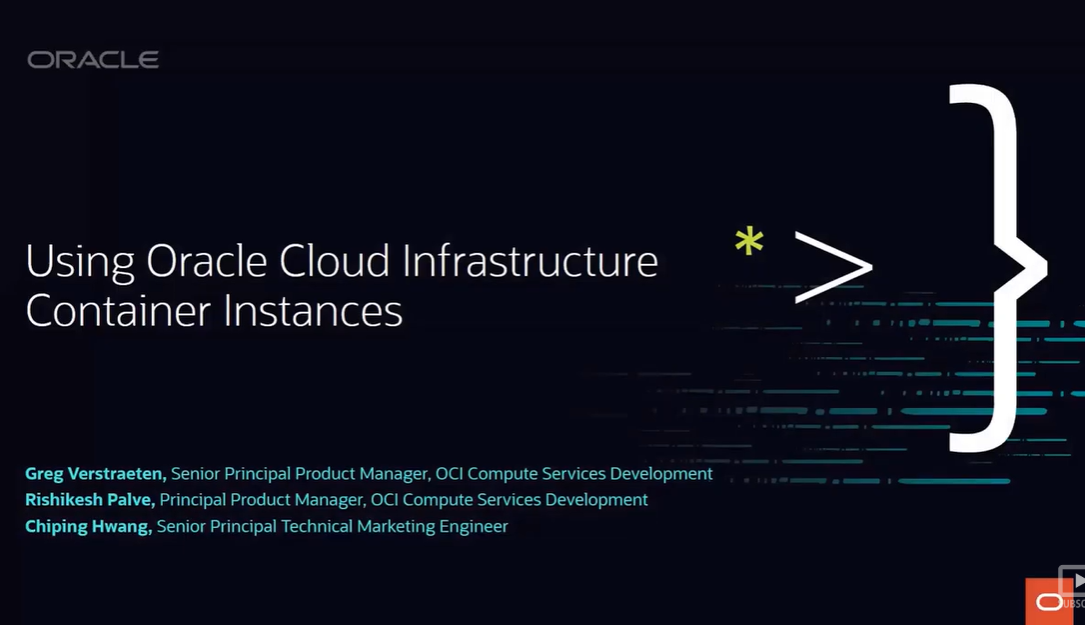 ORACLE
Using Oracle Cloud Infrastructure
Container Instances
* > }
Greg Verstraeten, Senior Principal Product Manager, OCI Compute Services Development
Rishikesh Palve, Principal Product Manager, OCI Compute Services Development
Chiping Hwang, Senior Principal Technical Marketing Engineer